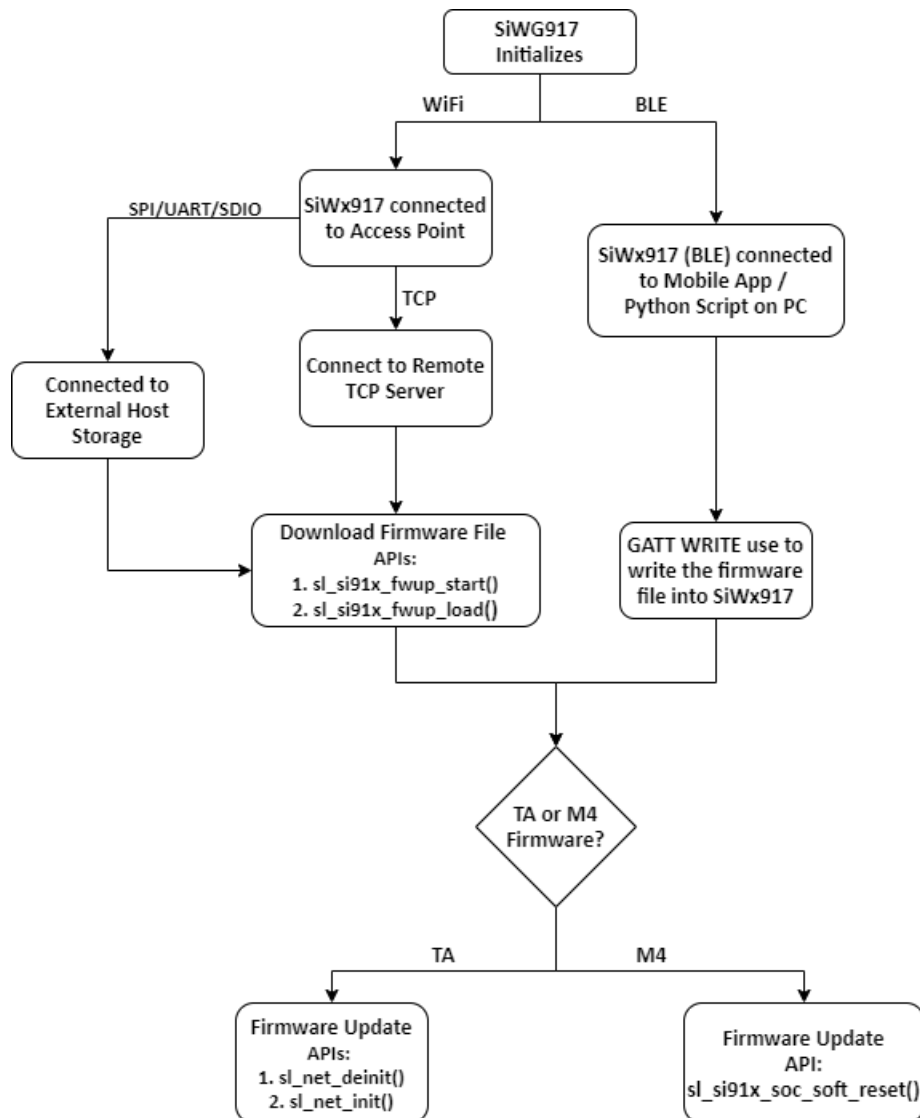 SiWG917
Initializes
WiFi
BLE
SPI/UART/SDIO
SiWx917 connected
to Access Point
SiWx917 (BLE) connected
to Mobile App /
Python Script on PC
TCP
Connected to
External Host
Storage
Connect to Remote
TCP Server
Download Firmware File
APIs:
1. sl_si91x_fwup_start()
2. sl_si91x_fwup_load()
GATT WRITE use to
write the firmware
file into SiWx917
TA or M4
Firmware?
TA
M4
Firmware Update
APIs:
1. sl_net_deinit()
2. sl_net_init()
Firmware Update
API:
sl_si91x_soc_soft_reset()